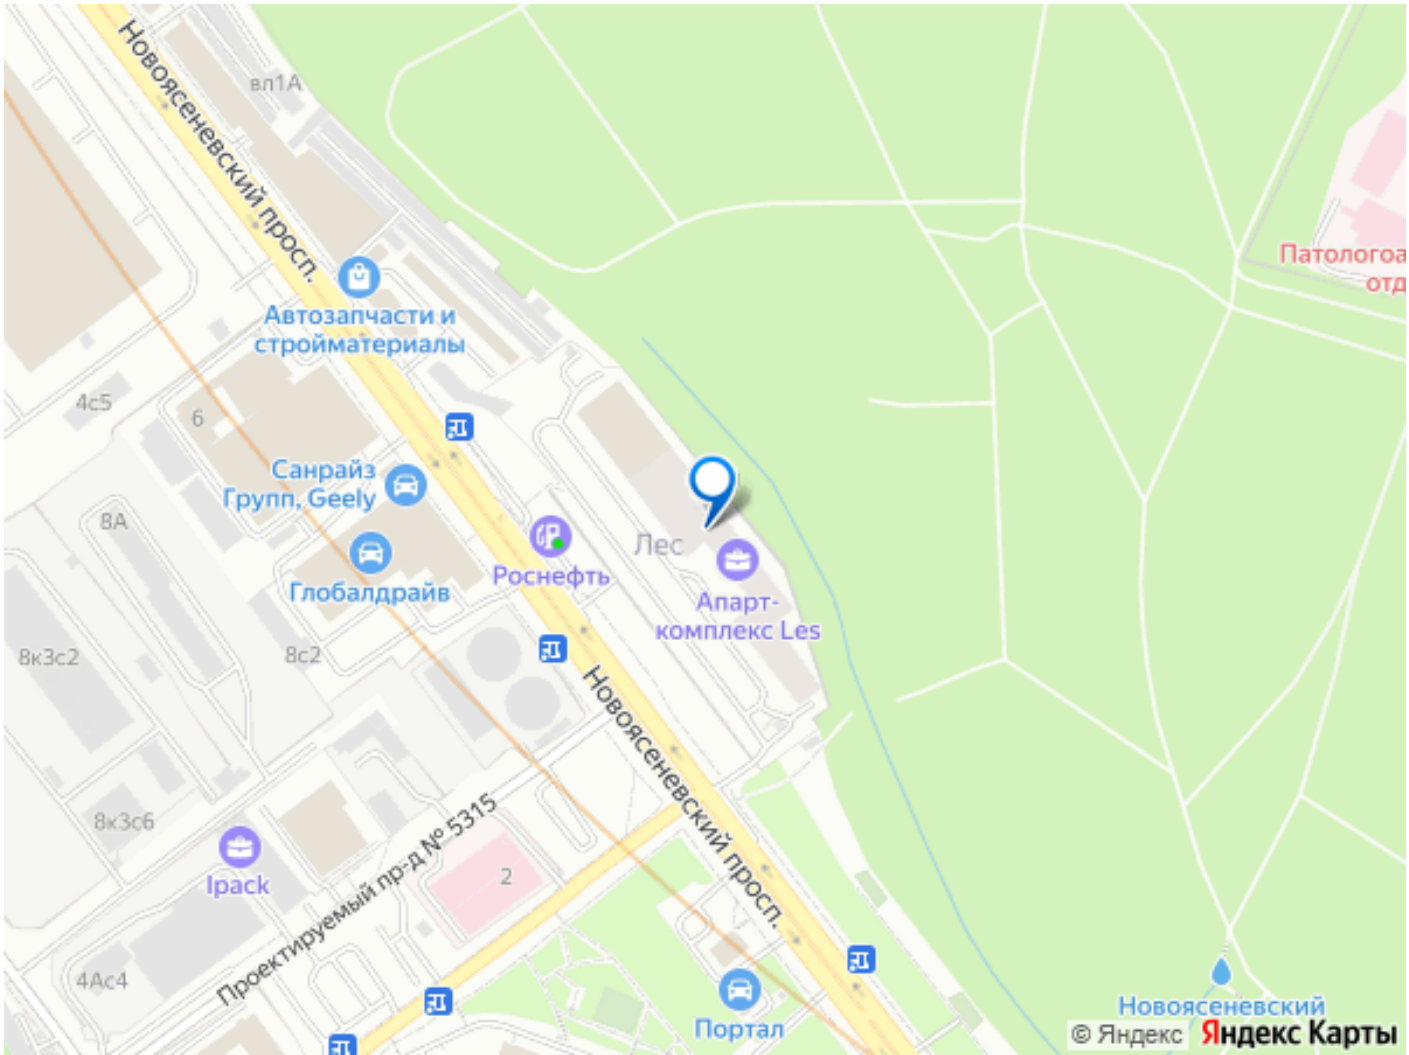 Новоясеневский просп.
вл1А
Патологоа
отд
Автозапчасти и
стройматериалы
4с5
6
Санрайз
Групп, Geely
8А
Лес
Роснефть
Глобалдрайв
Апарт-
комплекс Les
8к3с2
8с2
Новоясеневский просп.
8к3с6
Проектируемый пр-д № 5315
Ipack
2
4Ас4
Портал
Новоясеневский
© Яндекс Яндекс Карты